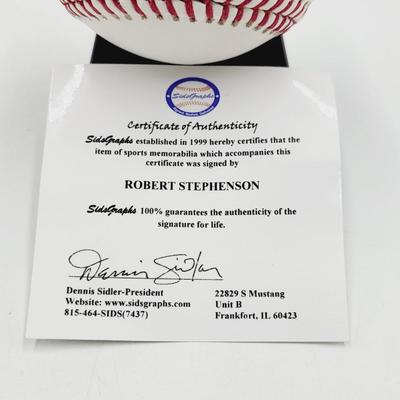 SidsGraphs
Certificate of Authenticity
SidsGraphs established in 1999 hereby certifies that the
item of sports memorabilia which accompanies this
certificate was signed by
ROBERT STEPHENSON
SidsGraphs 100% guarantees the authenticity of the
signature for life.
Dennis Sidler
Dennis Sidler-President
Website: www.sidsgraphs.com
815-464-SIDS(7437)
22829 S Mustang
Unit B
Frankfort, IL 60423